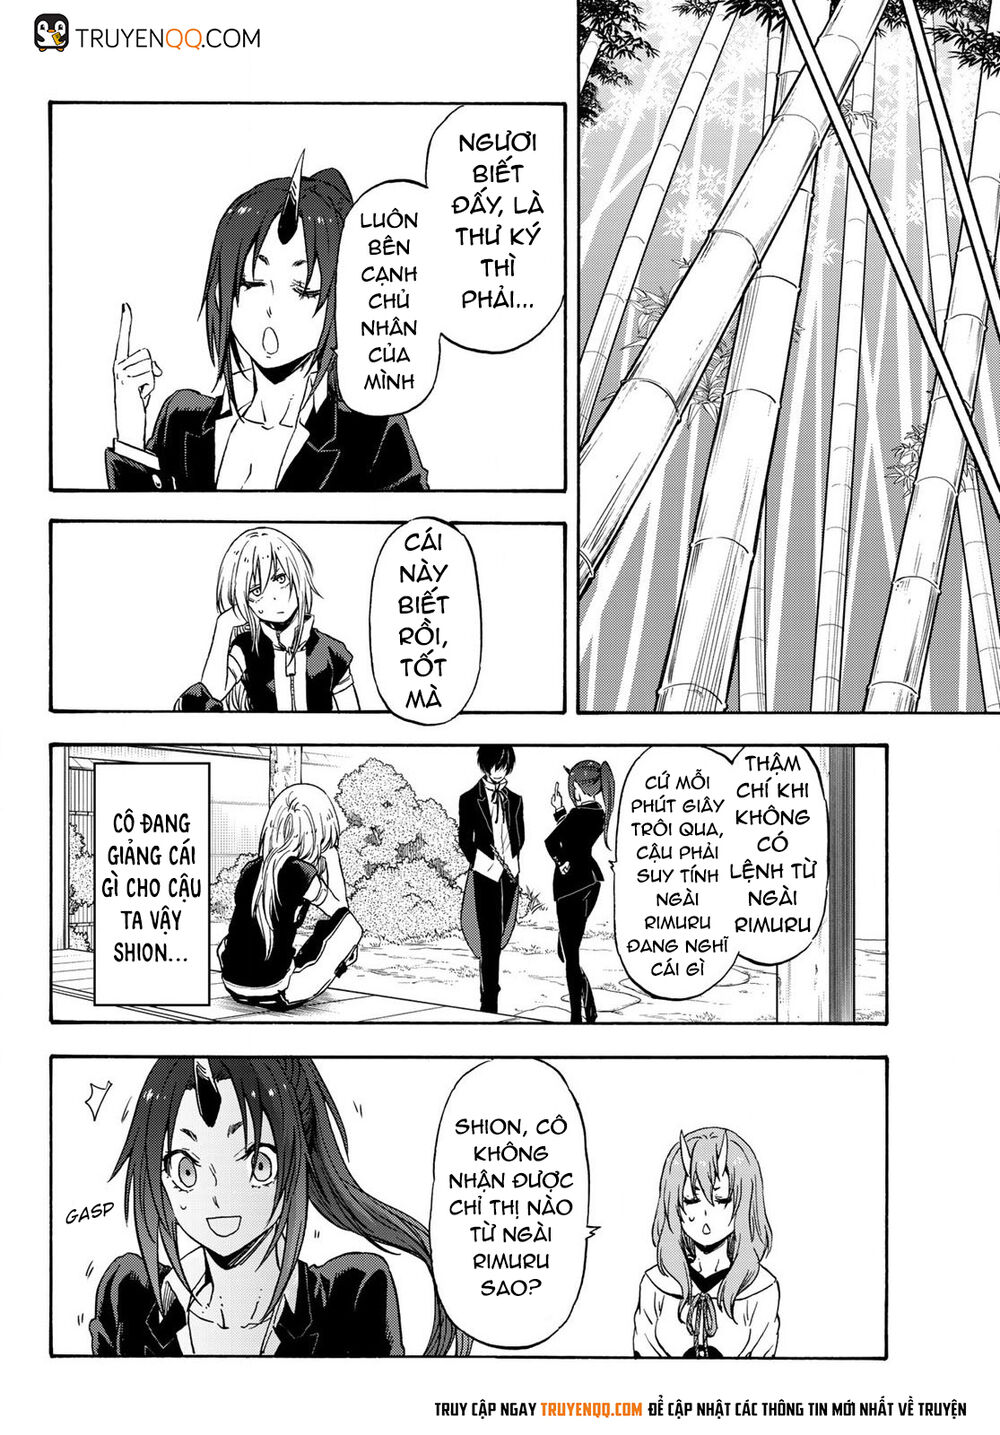 TRUYENQQ.COM
NGƯƠI
BIẾT
ĐẤY, LÀ
THƯ KÝ
THÌ
PHẢI...
LUÔN
BÊN
CẠNH
CHỦ
NHÂN
CỦA
MÌNH
CÁI
NÀY
BIẾT
RỒI,
TỐT
MÀ
THẬM
CHÍ KHI
KHÔNG
CÓ
LỆNH TỪ
NGÀI
RIMURU
CỨ MỖI
PHÚT GIÂY
TRÔI QUA,
CẬU PHẢI
SUY TÍNH
NGÀI
RIMURU
ĐANG NGHĨ
CÁI GÌ
CÔ ĐANG
GIẢNG CÁI
GÌ CHO CẬU
TA VẬY
SHION...
SHION, CÔ
KHÔNG
NHẬN ĐƯỢC
CHỈ THỊ NÀO
TỪ NGÀI
RIMURU
SAO?
GASP
TRUY CẬP NGAY TRUYENQQ.COM ĐỂ CẬP NHẬT CÁC THÔNG TIN MỚI NHẤT VỀ TRUYỆN